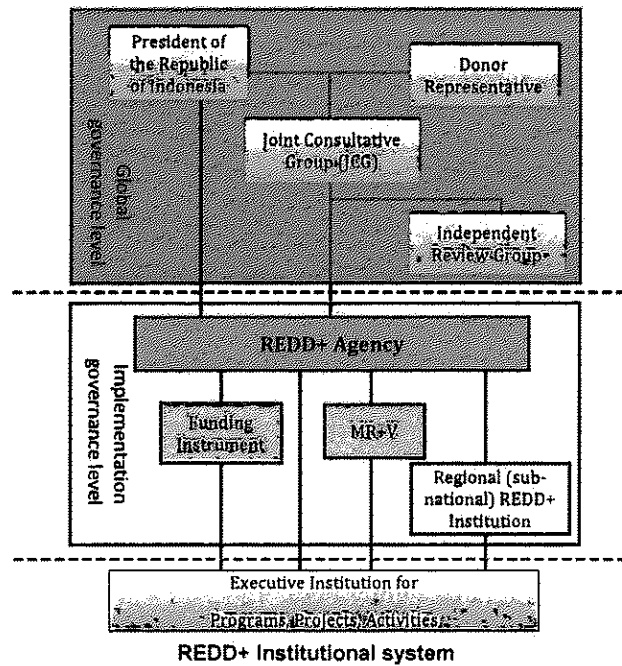 President of
the Republic
of Indonesia
Donor
Representative
Joint Consultative
Group (JCG)
Independent
Review Group
Global
governance level
REDD+ Agency
Implementation
governance level
Funding
Instrument
MR+V
Regional (sub-
national) REDD+
Institution
Executive Institution for
Programs/Projects/Activities
REDD+ Institutional system